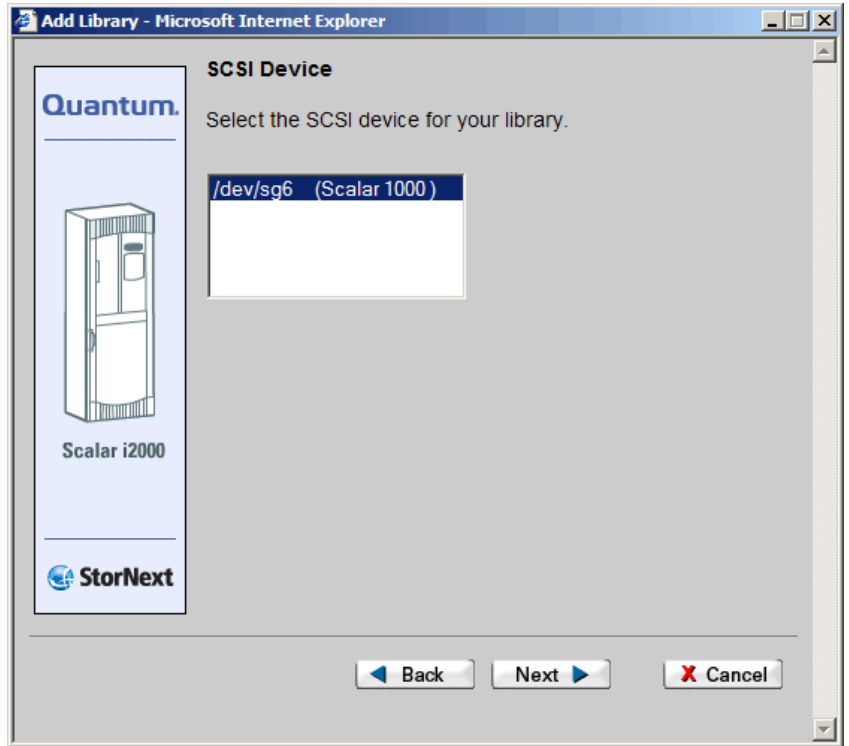 Add Library - Microsoft Internet Explorer
SCSI Device
Quantum.
Select the SCSI device for your library.
/dev/sg6 (Scalar 1000 )
Scalar i2000
StorNext
Back Next X Cancel